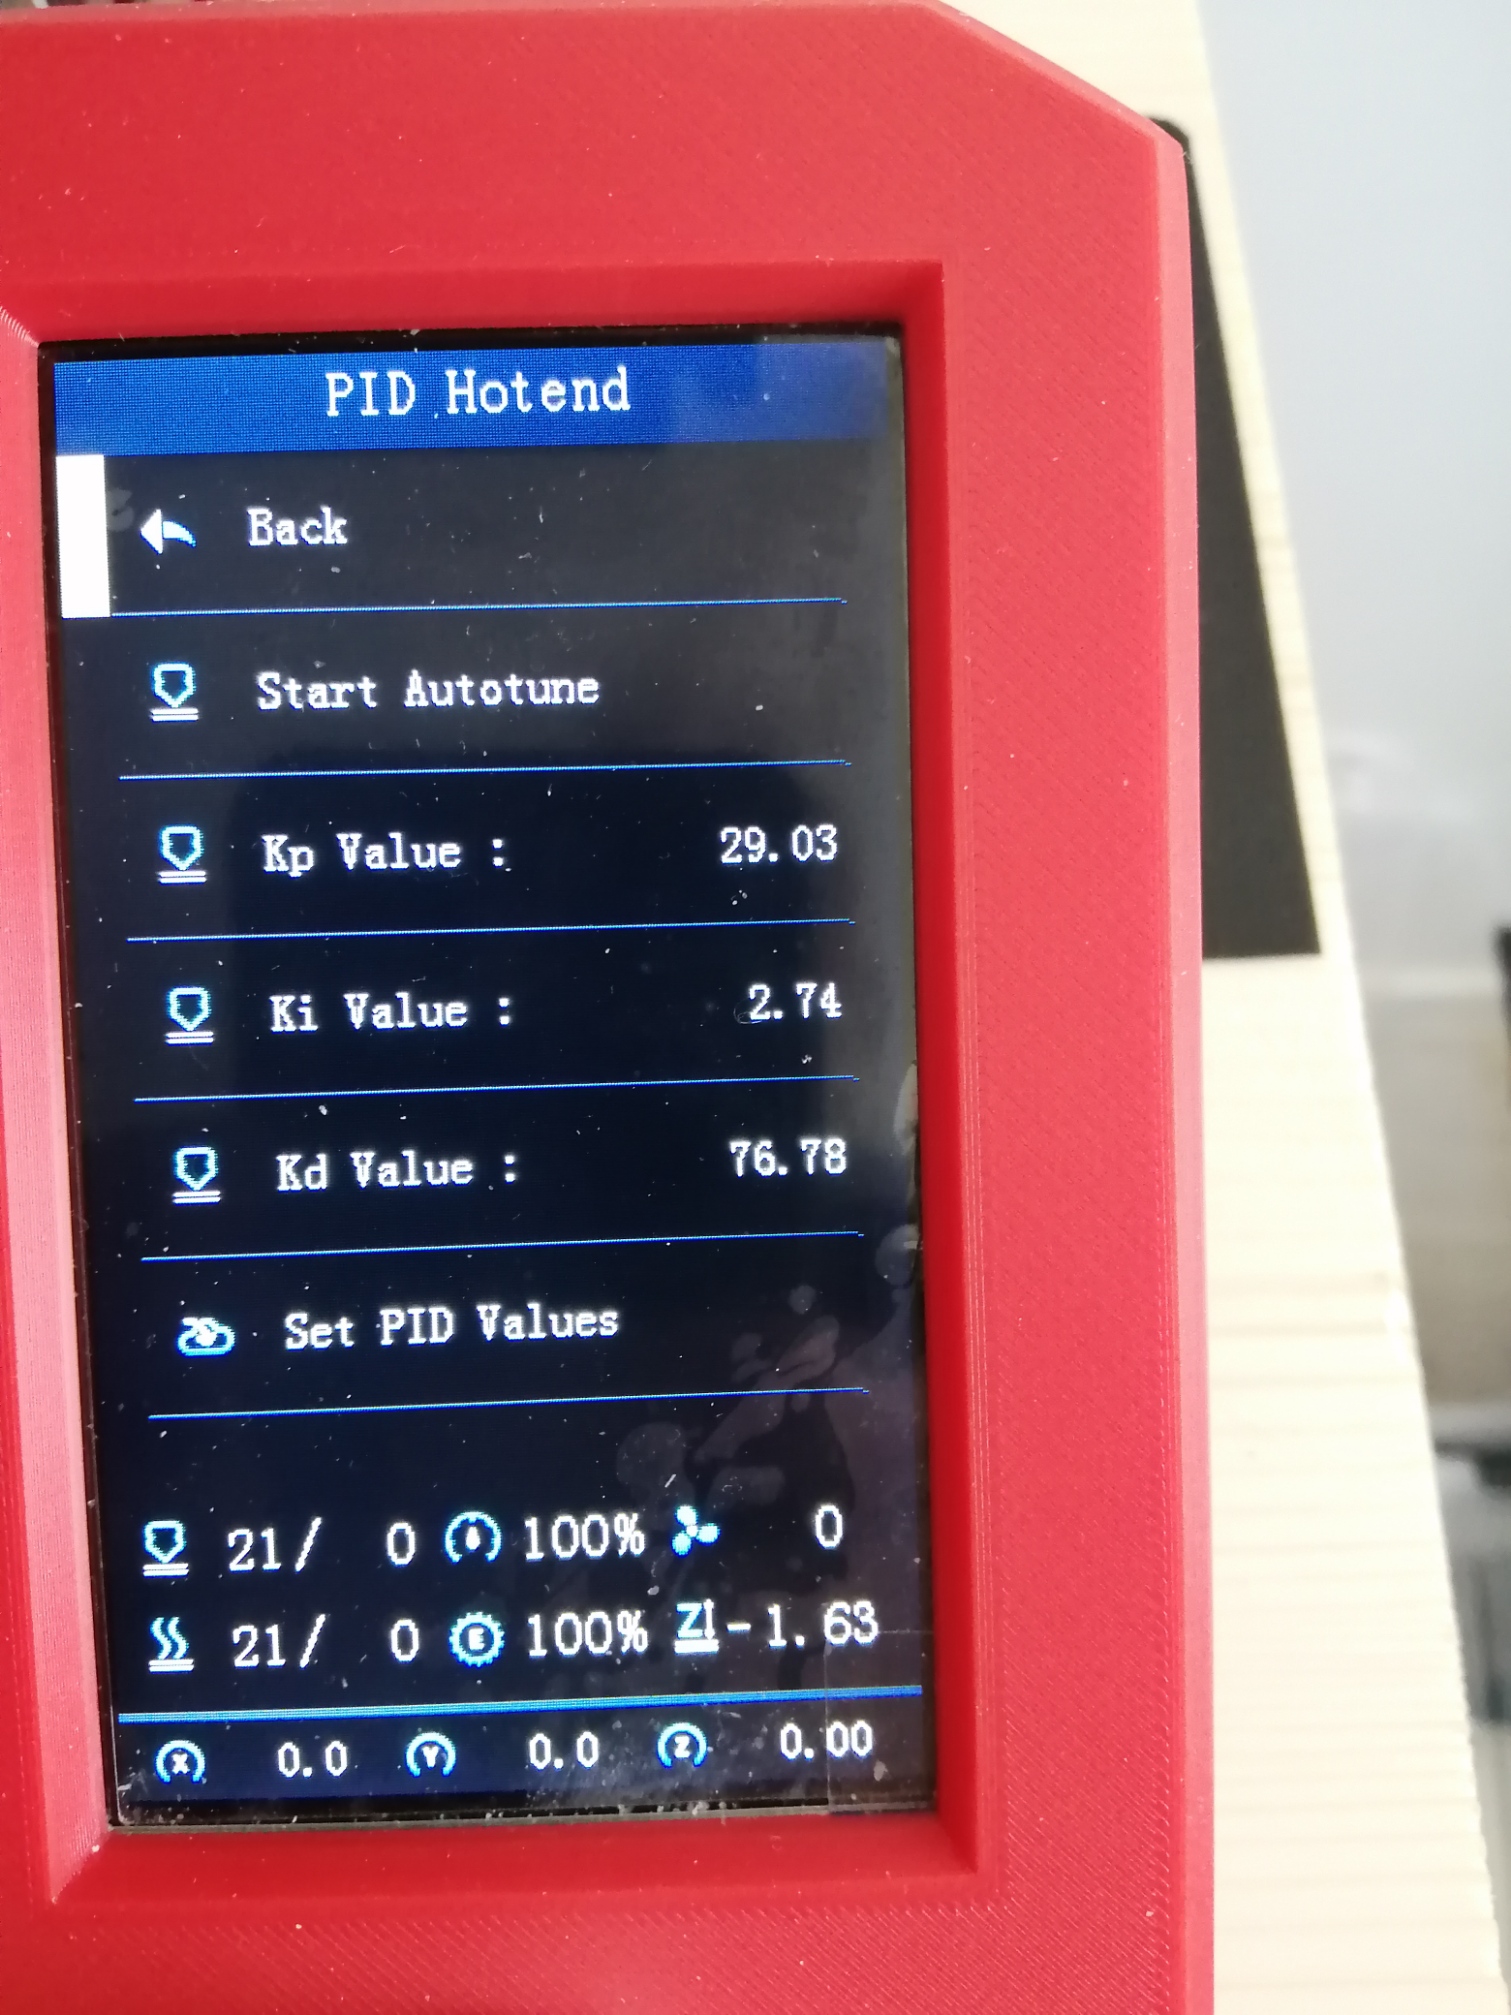 PID Hotend
Back
Start Autotune
Kp Value : 29.03
Ki Value : 2.74
Kd Value : 76.78
Set PID Values
21/ 0 100% 0
21/ 0 E 100% Z -1.63
X 0.0 Y 0.0 Z 0.00